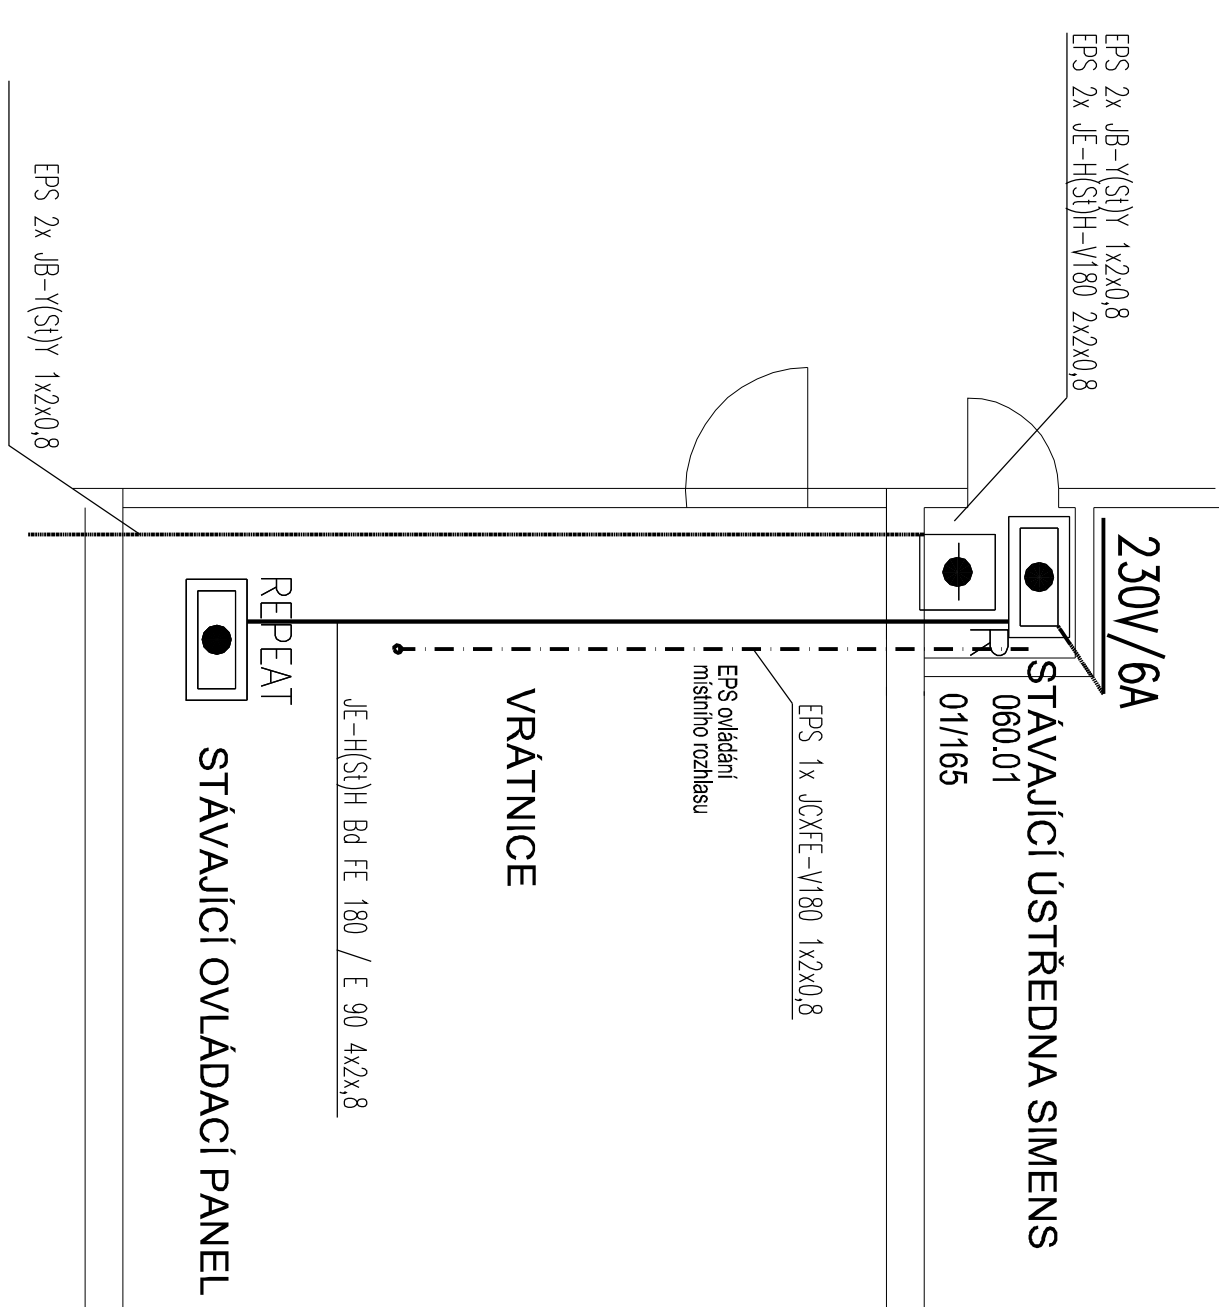 EPS 2x JB-Y(St)Y 1x2x0,8
EPS 2x JE-H(St)H-V180 2x2x0,8
230V/6A
STÁVAJÍCÍ ÚSTŘEDNA SIMENS
060.01
01/165
EPS 1x JCXFE-V180 1x2x0,8
EPS ovládání
místního rozhlasu
VRÁTNICE
JE-H(St)H Bd FE 180 / E 90 4x2x,8
REPEAT
STÁVAJÍCÍ OVLÁDACÍ PANEL
EPS 2x JB-Y(St)Y 1x2x0,8